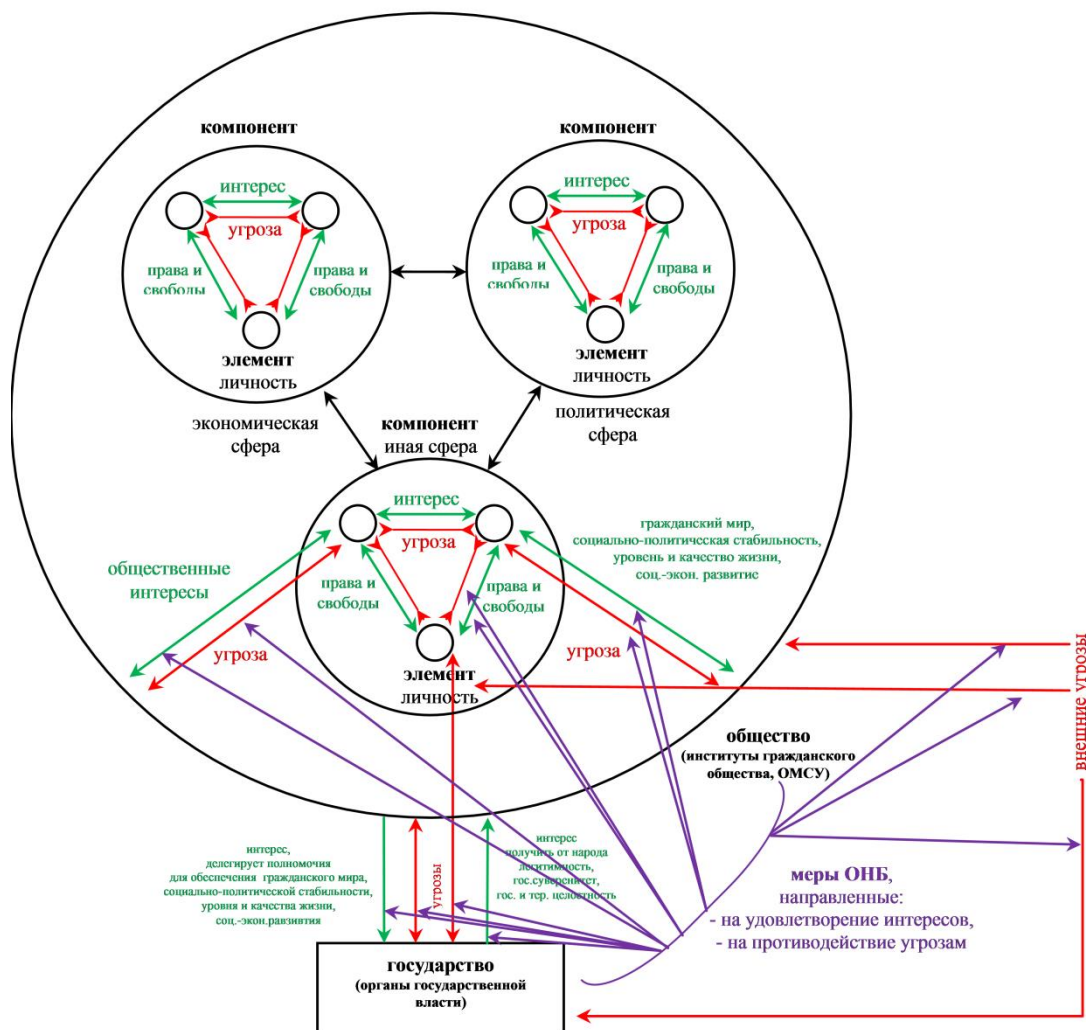 компонент
интерес
угроза
права и
свободы
права и
свободы
элемент
личность
экономическая
сфера
компонент
интерес
угроза
права и
свободы
права и
свободы
элемент
личность
политическая
сфера
компонент
иная сфера
интерес
угроза
права и
свободы
права и
свободы
элемент
личность
общественные
интересы
угроза
гражданский мир,
социально-политическая стабильность,
уровень и качество жизни,
соц.-экон. развитие
угроза
внешние угрозы
общество
(институты гражданского
общества, ОМСУ)
интерес,
делегирует полномочия
для обеспечения гражданского мира,
социально-политической стабильности,
уровня и качества жизни,
соц.-экон.равзиятия
угрозы
интерес
получить от народа
легитимность,
гос.суверенитет,
гос. и тер. целостность
меры ОНБ,
направленные:
- на удовлетворение интересов,
- на противодействие угрозам
государство
(органы государственной
власти)